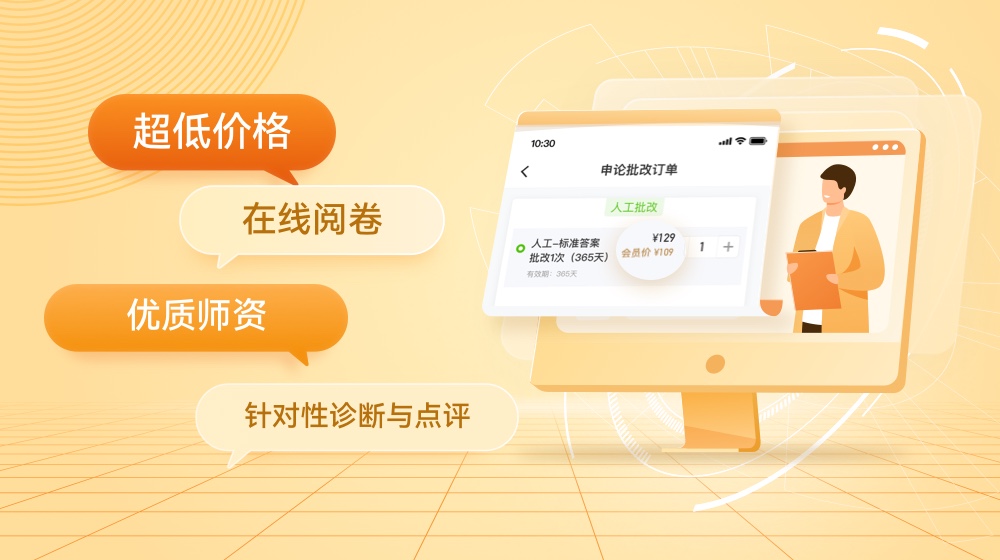 超低价格
在线阅卷
优质师资
针对性诊断与点评
10:30
申论批改订单
人工批改
人工-标准答案
批改1次（365天）
有效期：365天
¥129
会员价 ¥109
1 +